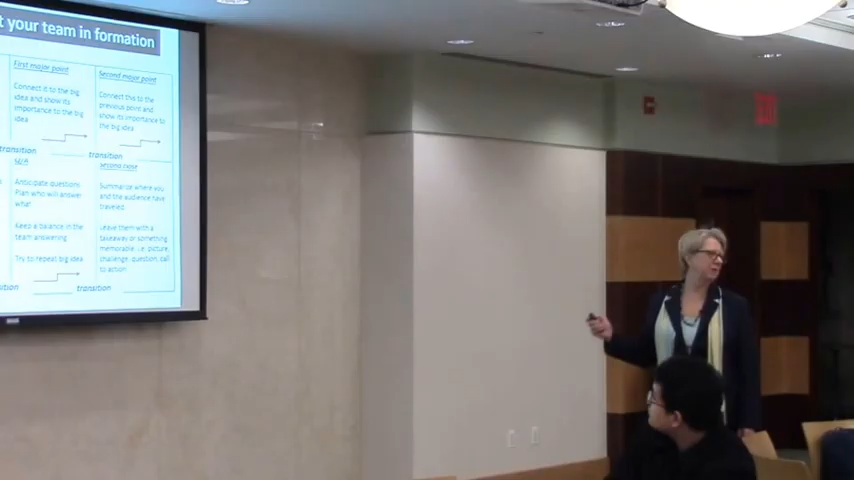 t your team in formation
First major point
Connect it to the big
idea and show its
importance to the big
idea
Second major point
Connect this to the
previous point and
show its importance to
the big idea
transition
transition
Q/A
Anticipate questions
Plan who will answer
what
Keep a balance in the
team answering
Try to repeat big idea
Second close
Summarize where you
and the audience have
traveled.
Leave them with a
takeaway or something
memorable. i.e. picture,
challenge, question, call
to action
nsition
transition
EXIT